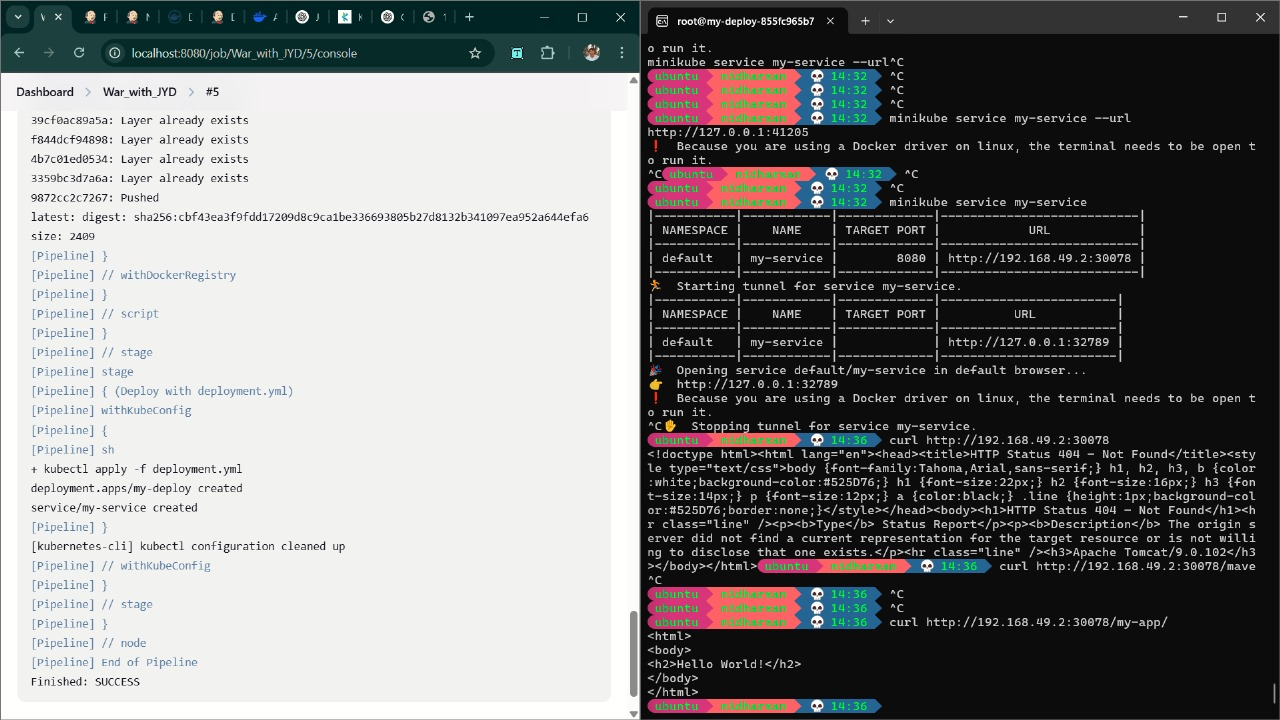 localhost:8080/job/War_with_JYD/5/console
Dashboard > War_with_JYD > #5
39cf0ac89a5a: Layer already exists
f844dcf94898: Layer already exists
4b7c01ed0534: Layer already exists
3359bc3d7a6a: Layer already exists
9872cc2c7267: Pushed
latest: digest: sha256:cbf43ea3f9fdd17209d8c9ca1be336693805b27d8132b341097ea952a644efa6
size: 2409
[Pipeline] }
[Pipeline] // withDockerRegistry
[Pipeline] }
[Pipeline] // script
[Pipeline] }
[Pipeline] // stage
[Pipeline] stage
[Pipeline] { (Deploy with deployment.yml)
[Pipeline] withKubeConfig
[Pipeline] {
[Pipeline] sh
+ kubectl apply -f deployment.yml
deployment.apps/my-deploy created
service/my-service created
[Pipeline] }
[kubernetes-cli] kubectl configuration cleaned up
[Pipeline] // withKubeConfig
[Pipeline] }
[Pipeline] // stage
[Pipeline] }
[Pipeline] // node
[Pipeline] End of Pipeline
Finished: SUCCESS
root@my-deploy-855fc965b7
o run it.
minikube service my-service --url^C
ubuntu 14:32 ^C
ubuntu 14:32 ^C
ubuntu 14:32 ^C
ubuntu 14:32 minikube service my-service --url
http://127.0.0.1:41205
❗ Because you are using a Docker driver on linux, the terminal needs to be open t
o run it.
^C ubuntu 14:32 ^C
ubuntu 14:32 ^C
ubuntu 14:32 minikube service my-service
|-----------|------------|-------------|---------------------------|
| NAMESPACE | NAME | TARGET PORT | URL |
|-----------|------------|-------------|---------------------------|
| default | my-service | 8080 | http://192.168.49.2:30078 |
|-----------|------------|-------------|---------------------------|
🏃 Starting tunnel for service my-service.
|-----------|------------|-------------|------------------------|
| NAMESPACE | NAME | TARGET PORT | URL |
|-----------|------------|-------------|------------------------|
| default | my-service | | http://127.0.0.1:32789 |
|-----------|------------|-------------|------------------------|
🎉 Opening service default/my-service in default browser...
👉 http://127.0.0.1:32789
❗ Because you are using a Docker driver on linux, the terminal needs to be open t
o run it.
^C✋ Stopping tunnel for service my-service.
ubuntu 14:36 curl http://192.168.49.2:30078
<!doctype html><html lang="en"><head><title>HTTP Status 404 – Not Found</title><sty
le type="text/css">body {font-family:Tahoma,Arial,sans-serif;} h1, h2, h3, b {color
:white;background-color:#525D76;} h1 {font-size:22px;} h2 {font-size:16px;} h3 {fon
t-size:14px;} p {font-size:12px;} a {color:black;} .line {height:1px;background-col
or:#525D76;border:none;}</style></head><body><h1>HTTP Status 404 – Not Found</h1><h
r class="line" /><p><b>Type</b> Status Report</p><p><b>Description</b> The origin s
erver did not find a current representation for the target resource or is not willi
ng to disclose that one exists.</p><hr class="line" /><h3>Apache Tomcat/9.0.102</h3
></body></html> ubuntu 14:36 curl http://192.168.49.2:30078/mave
^C
ubuntu 14:36 ^C
ubuntu 14:36 ^C
ubuntu 14:36 curl http://192.168.49.2:30078/my-app/
<html>
<body>
<h2>Hello World!</h2>
</body>
</html>
ubuntu 14:36